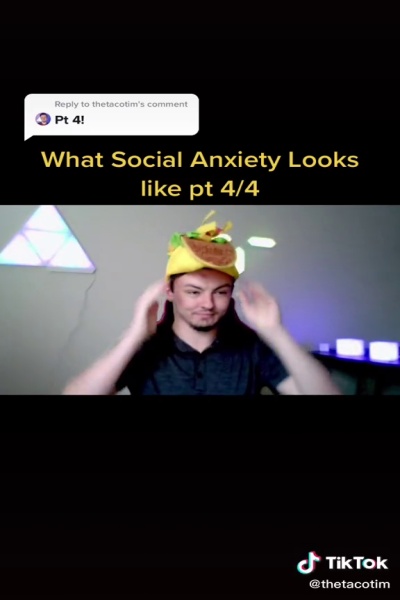 Reply to thetacotim's comment
Pt 4!
What Social Anxiety Looks
like pt 4/4
TikTok
@thetacotim